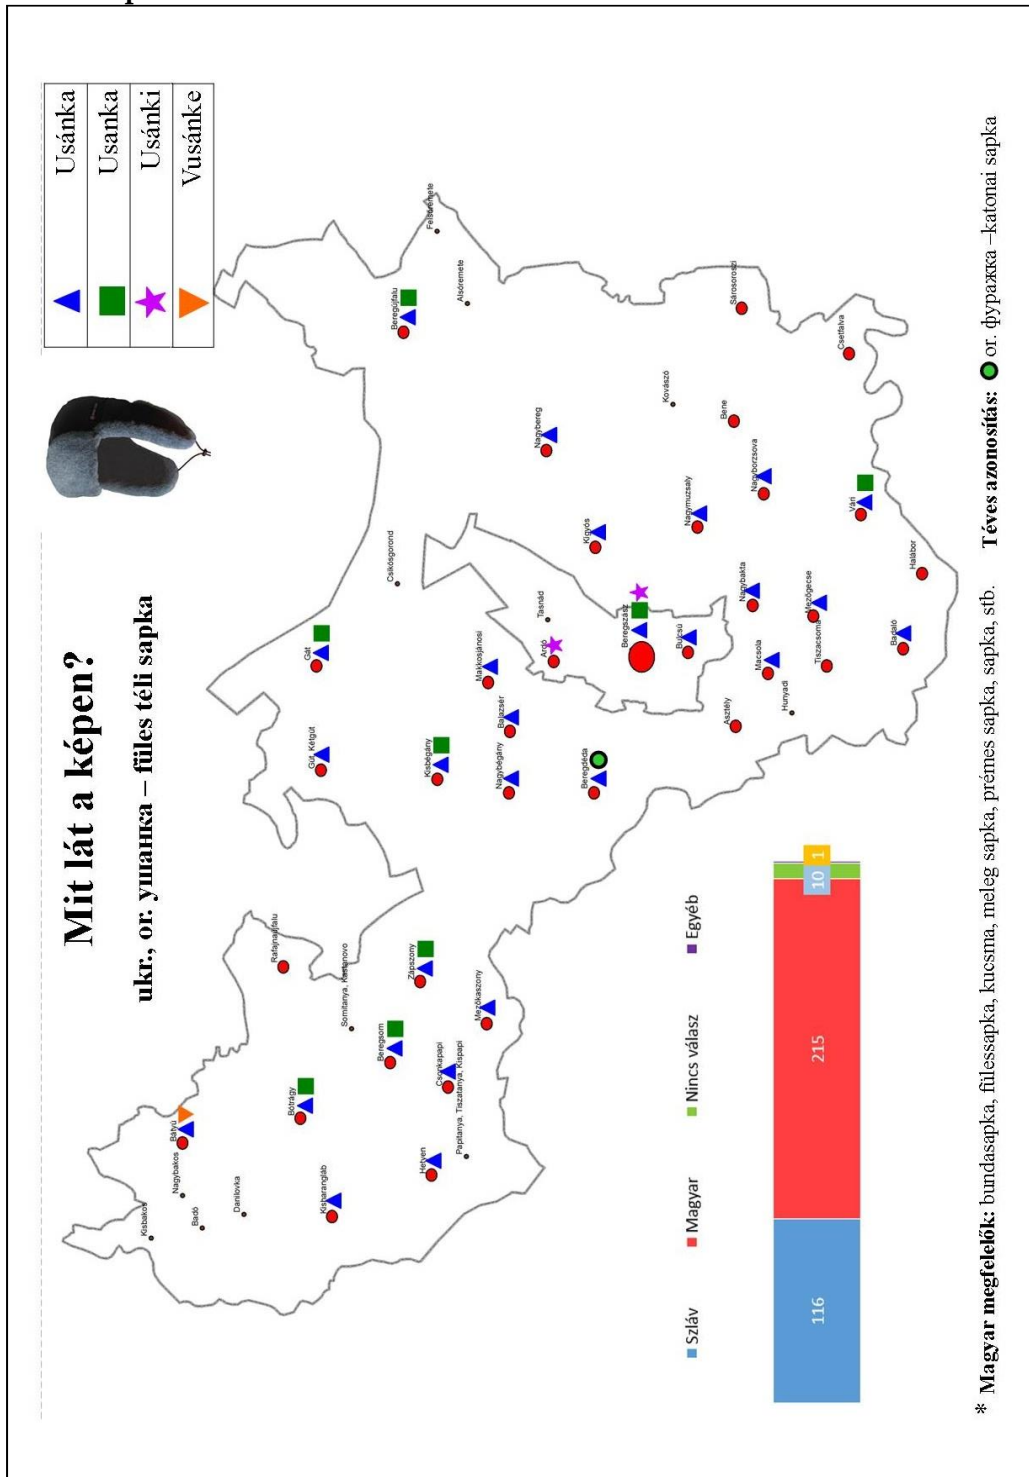 Mit lát a képen?
ukr., or. ушанка – füles téli sapka
Usánka
Usanka
Usánki
Vusánke
Kisbakos
Nagybakos
Bátyú
Badó
Danilovka
Rafajnaújfalu
Bótrágy
Kisharangláb
Somitanya, Kastanovo
Beregsom
Zápszony
Hetyen
Csonkapapi
Papitanya, Tiszatanya, Kispapi
Mezőkaszony
Gát
Gút, Kétgút
Csikósgorond
Beregújfalu
Felsőremete
Alsóremete
Kisbégány
Makkosjánosi
Balazsér
Nagybégány
Nagybereg
Ardó
Tasnád
Kígyós
Beregdéda
Beregszász
Bulcsú
Kovászó
Nagymuzsaly
Bene
Sárosoroszi
Asztély
Nagybakta
Nagyborzsova
Macsola
Hunyadi
Mezőgecse
Tiszacsoma
Csetfalva
Vári
Badaló
Halábor
Szláv
Magyar
Nincs válasz
Egyéb
116
215
10
1
* Magyar megfelelők: bundasapka, fülessapka, kucsma, meleg sapka, prémes sapka, sapka, stb. Téves azonosítás: or. фуражка –katonai sapka